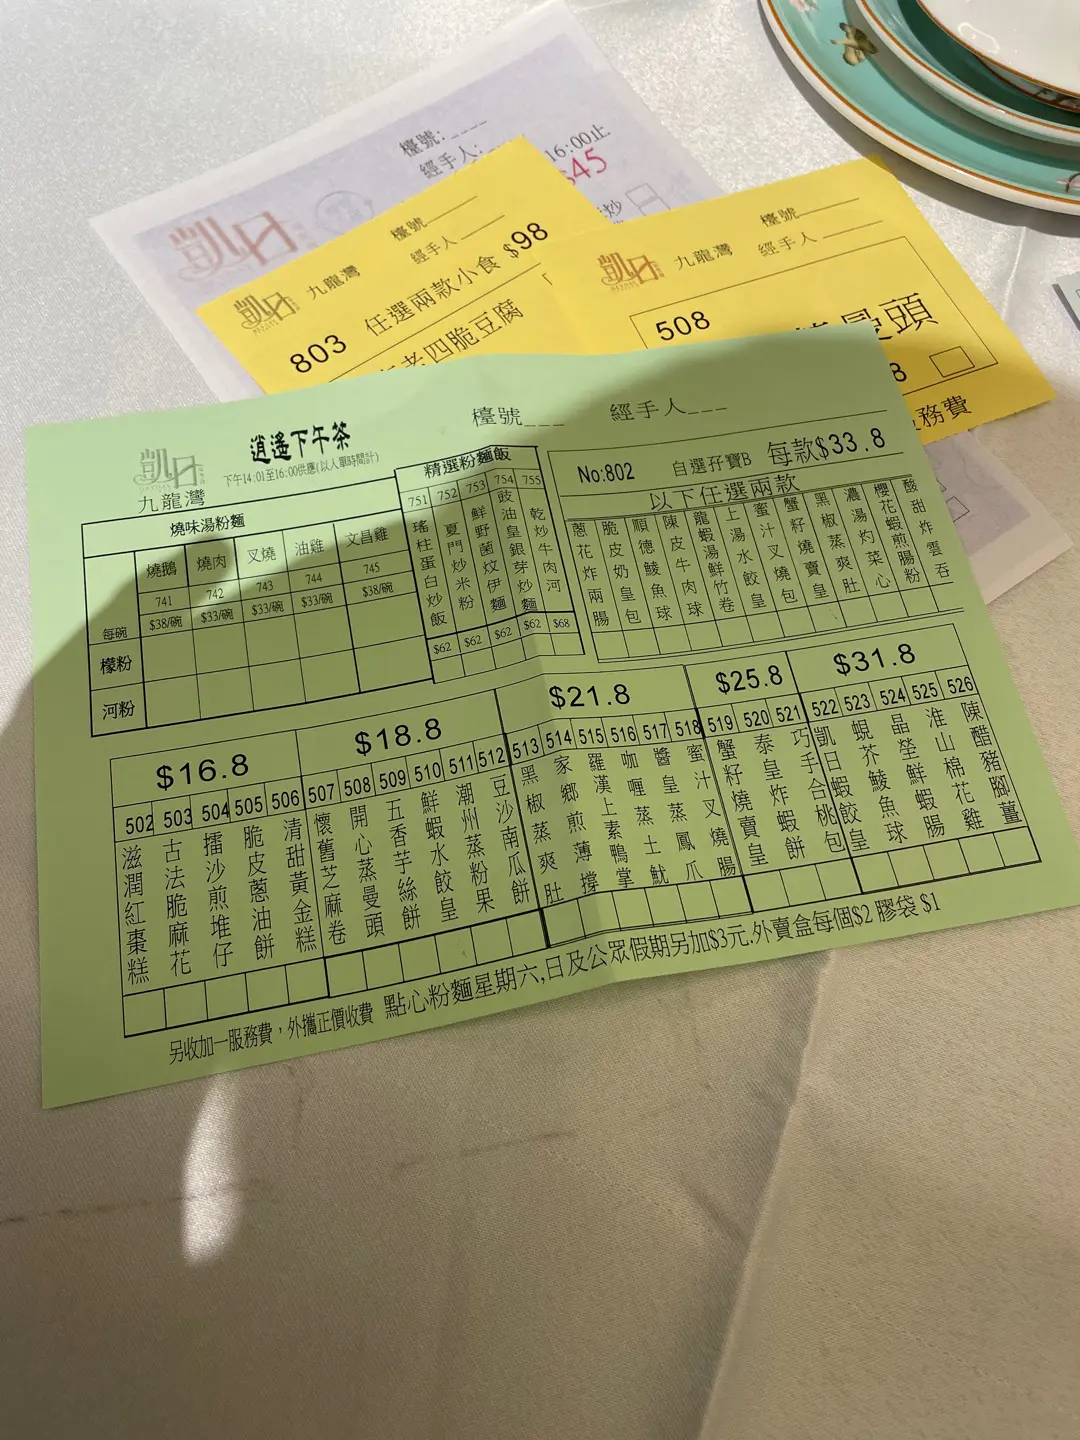 檯號:____
經手人:
16:00止
$45
炒
凱日
凱日
九龍灣
檯號
經手人
803
任選兩款小食 $98
老四脆豆腐
凱日
九龍灣
檯號
經手人
508
曼頭
8
務費
凱日
九龍灣
逍遙下午茶
下午14:01至16:00供應(以人單時間計)
檯號___
經手人___
燒味湯粉麵
燒鵝 燒肉 叉燒 油雞 文昌雞
741 742 743 744 745
每碗 $38/碗 $33/碗 $33/碗 $33/碗 $38/碗
檬粉
河粉
精選粉麵飯
751 752 753 754 755
瑤柱蛋白炒飯
夏門炒米粉
鮮野菌炆伊麵
豉油皇銀芽炒麵
乾炒牛肉河
$62 $62 $62 $62 $68
No:802 自選孖寶B 每款$33.8
以下任選兩款
蔥花炸兩腸
脆皮奶皇包
順德鯪魚球
陳皮牛肉球
龍蝦湯鮮竹卷
上湯水餃皇
蜜汁叉燒包
蟹籽燒賣皇
黑椒蒸爽肚
濃湯灼菜心
櫻花蝦煎腸粉
酸甜炸雲吞
$16.8
502 503 504 505 506
滋潤紅棗糕
古法脆麻花
擂沙煎堆仔
脆皮蔥油餅
清甜黃金糕
$18.8
507 508 509 510 511 512
懷舊芝麻卷
開心蒸曼頭
五香芋絲餅
鮮蝦水餃皇
潮州蒸粉果
豆沙南瓜餅
$21.8
513 514 515 516 517 518
黑椒蒸爽肚
家鄉煎薄撐
羅漢上素鴨掌
咖喱蒸土魷
醬皇蒸鳳爪
蜜汁叉燒腸
$25.8
519 520 521
蟹籽燒賣皇
泰皇炸蝦餅
巧手合桃包
$31.8
522 523 524 525 526
凱日蝦餃皇
蜆芥鯪魚球
晶瑩鮮蝦腸
淮山棉花雞
陳醋豬腳薑
另收加一服務費，外攜正價收費 點心粉麵星期六,日及公眾假期另加$3元.外賣盒每個$2 膠袋 $1